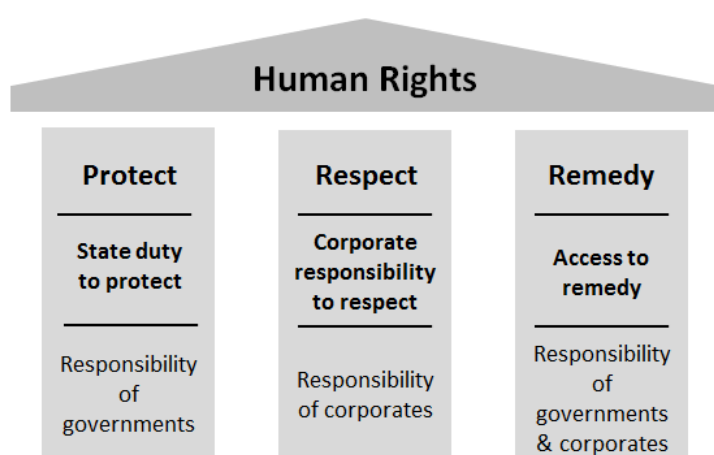 Human Rights
Protect
State duty
to protect
Responsibility
of
governments
Respect
Corporate
responsibility
to respect
Responsibility
of corporates
Remedy
Access to
remedy
Responsibility
of
governments
& corporates